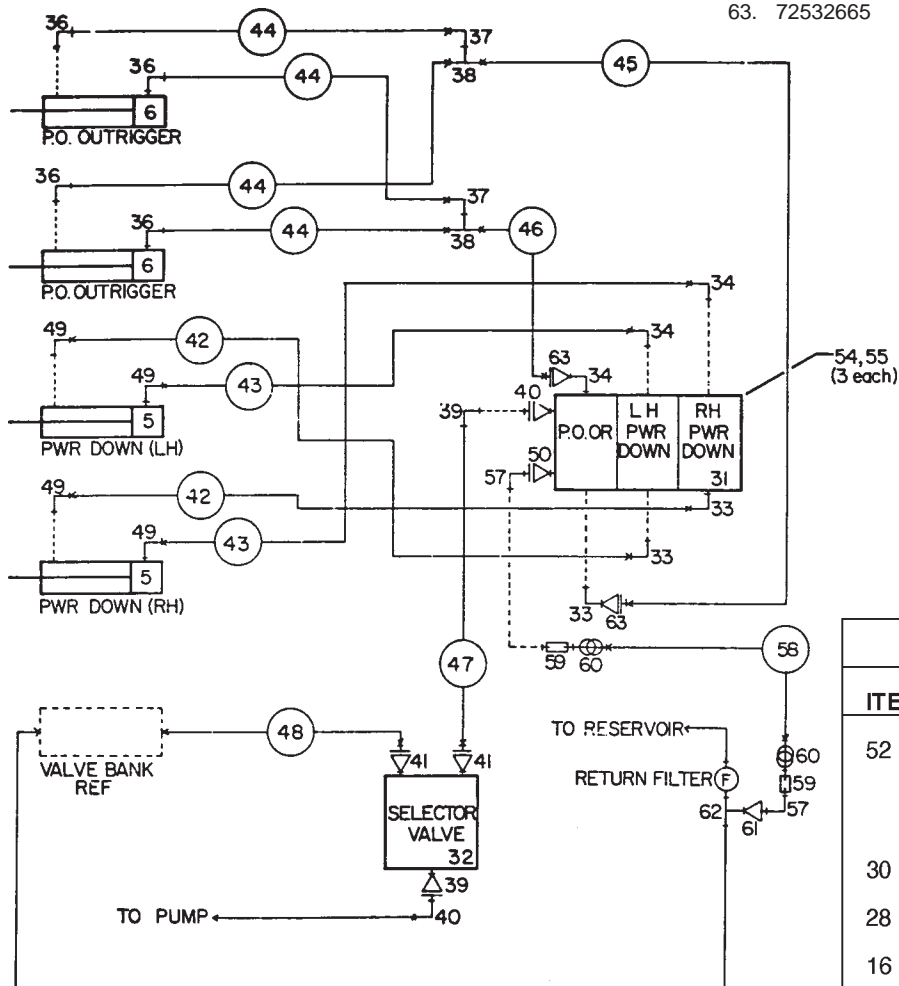 63. 72532665
36 44 37
36 44 38 45
6
P.O. OUTRIGGER
36 44 37
36 44 38 46
6
P.O. OUTRIGGER
34
49 42 34
49 43 63 34
54, 55
(3 each)
39 40
5
PWR DOWN (LH)
P.O.OR
LH
PWR
DOWN
RH
PWR
DOWN
31
57 50
49 42 33
49 43 33
5
PWR DOWN (RH)
33 63
59 60 58
47
48
VALVE BANK
REF
41 41
TO RESERVOIR
RETURN FILTER F
60
59
57
62 61
SELECTOR
VALVE
32
39
TO PUMP 40
ITE
52
30
28
16